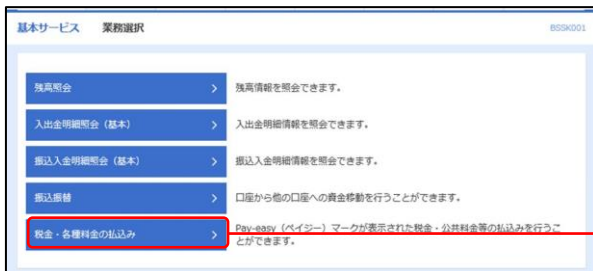 基本サービス 業務選択 BSSK001
残高照会 残高情報を照会できます。
入出金明細照会（基本） 入出金明細情報を照会できます。
振込入金明細照会（基本） 振込入金明細情報を照会できます。
振込振替 口座から他の口座への資金移動を行うことができます。
税金・各種料金の払込み Pay-easy（ペイジー）マークが表示された税金・公共料金等の払込みを行うこ
とができます。